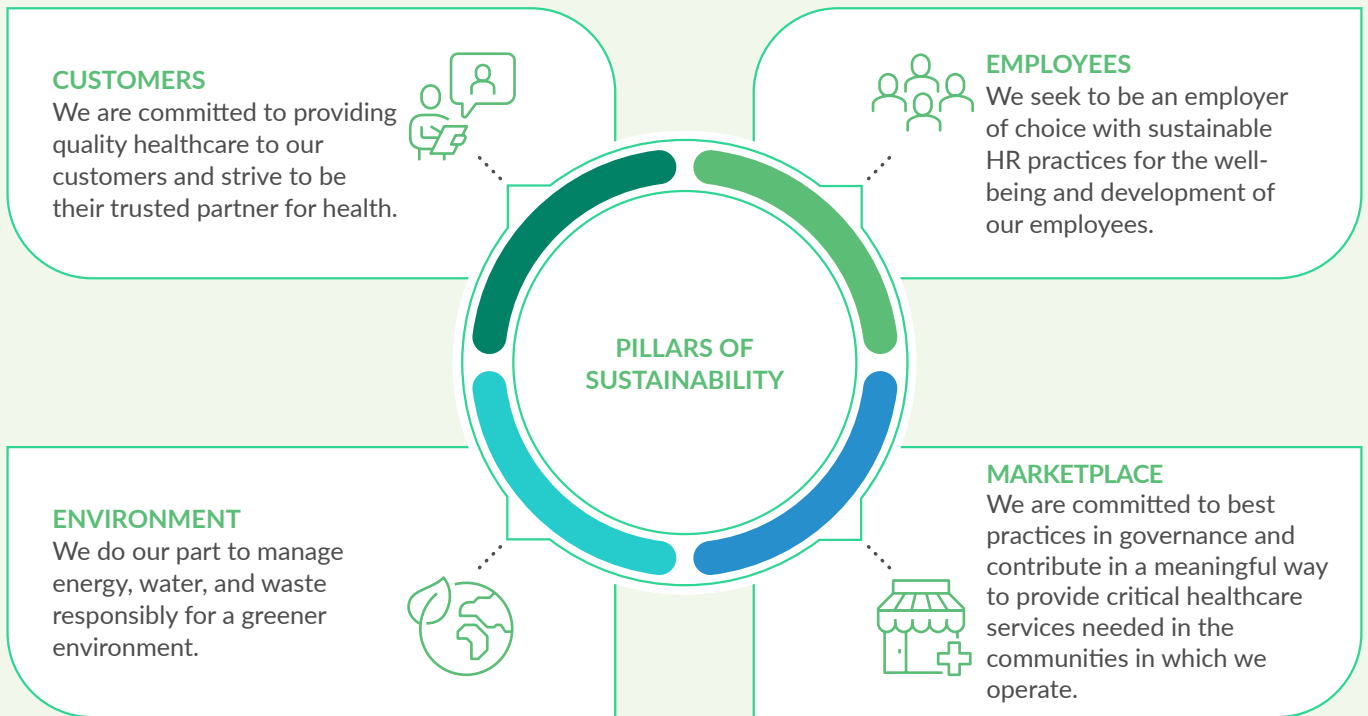 CUSTOMERS
We are committed to providing
quality healthcare to our
customers and strive to be
their trusted partner for health.
EMPLOYEES
We seek to be an employer
of choice with sustainable
HR practices for the well-
being and development of
our employees.
PILLARS OF
SUSTAINABILITY
ENVIRONMENT
We do our part to manage
energy, water, and waste
responsibly for a greener
environment.
MARKETPLACE
We are committed to best
practices in governance and
contribute in a meaningful way
to provide critical healthcare
services needed in the
communities in which we
operate.